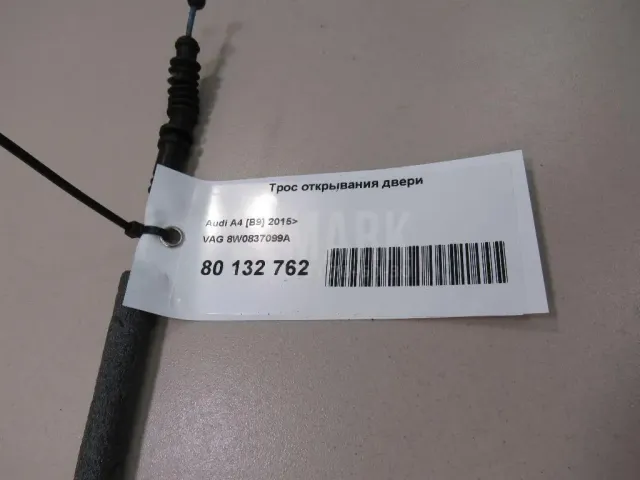 Трос открывания двери
Audi A4 [B9] 2015>
VAG 8W0837099A
80 132 762